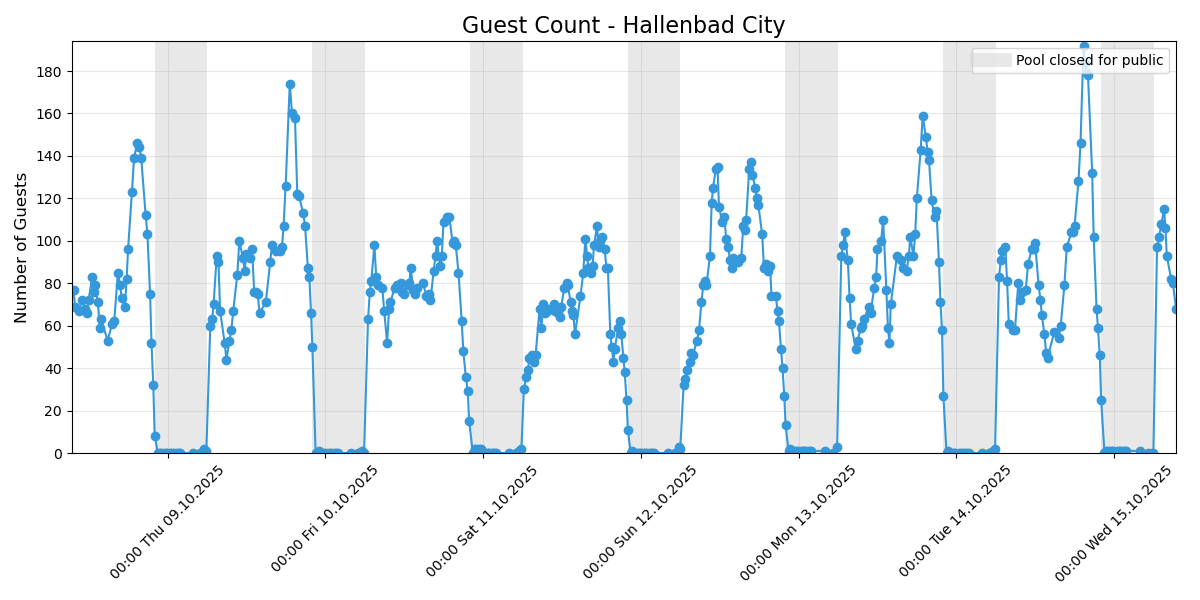 Guest Count - Hallenbad City
Pool closed for public
Number of Guests
180
160
140
120
100
80
60
40
20
0
00:00 Thu 09.10.2025
00:00 Fri 10.10.2025
00:00 Sat 11.10.2025
00:00 Sun 12.10.2025
00:00 Mon 13.10.2025
00:00 Tue 14.10.2025
00:00 Wed 15.10.2025